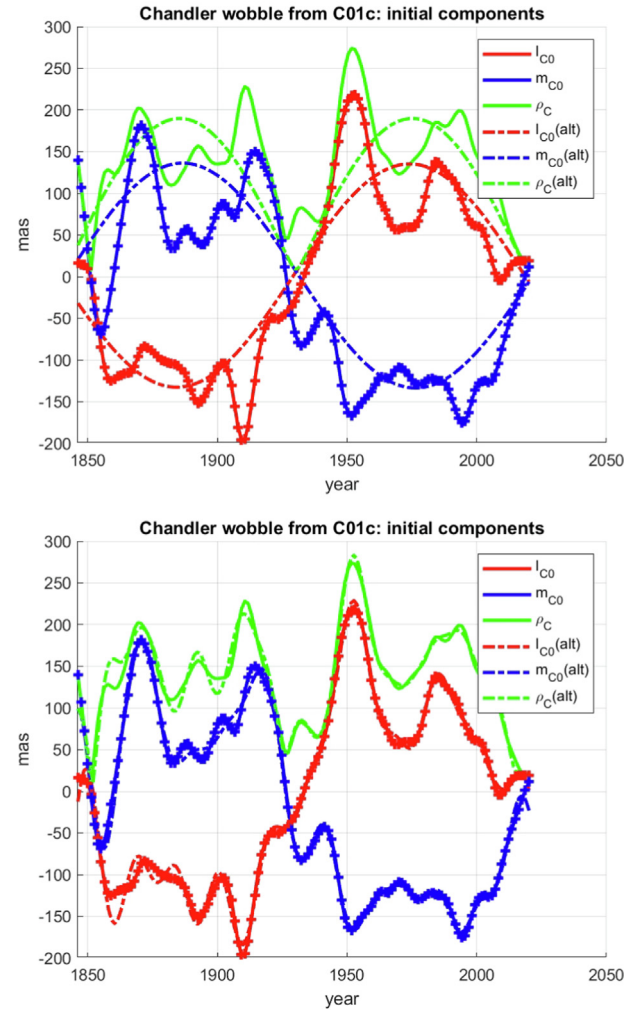 Chandler wobble from C01c: initial components
300
250
200
150
100
50
0
-50
-100
-150
-200
mas
1850
1900
1950
2000
2050
year
l_C0
m_C0
ρ_C
l_C0(alt)
m_C0(alt)
ρ_C(alt)
Chandler wobble from C01c: initial components
300
250
200
150
100
50
0
-50
-100
-150
-200
mas
1850
1900
1950
2000
2050
year
l_C0
m_C0
ρ_C
l_C0(alt)
m_C0(alt)
ρ_C(alt)